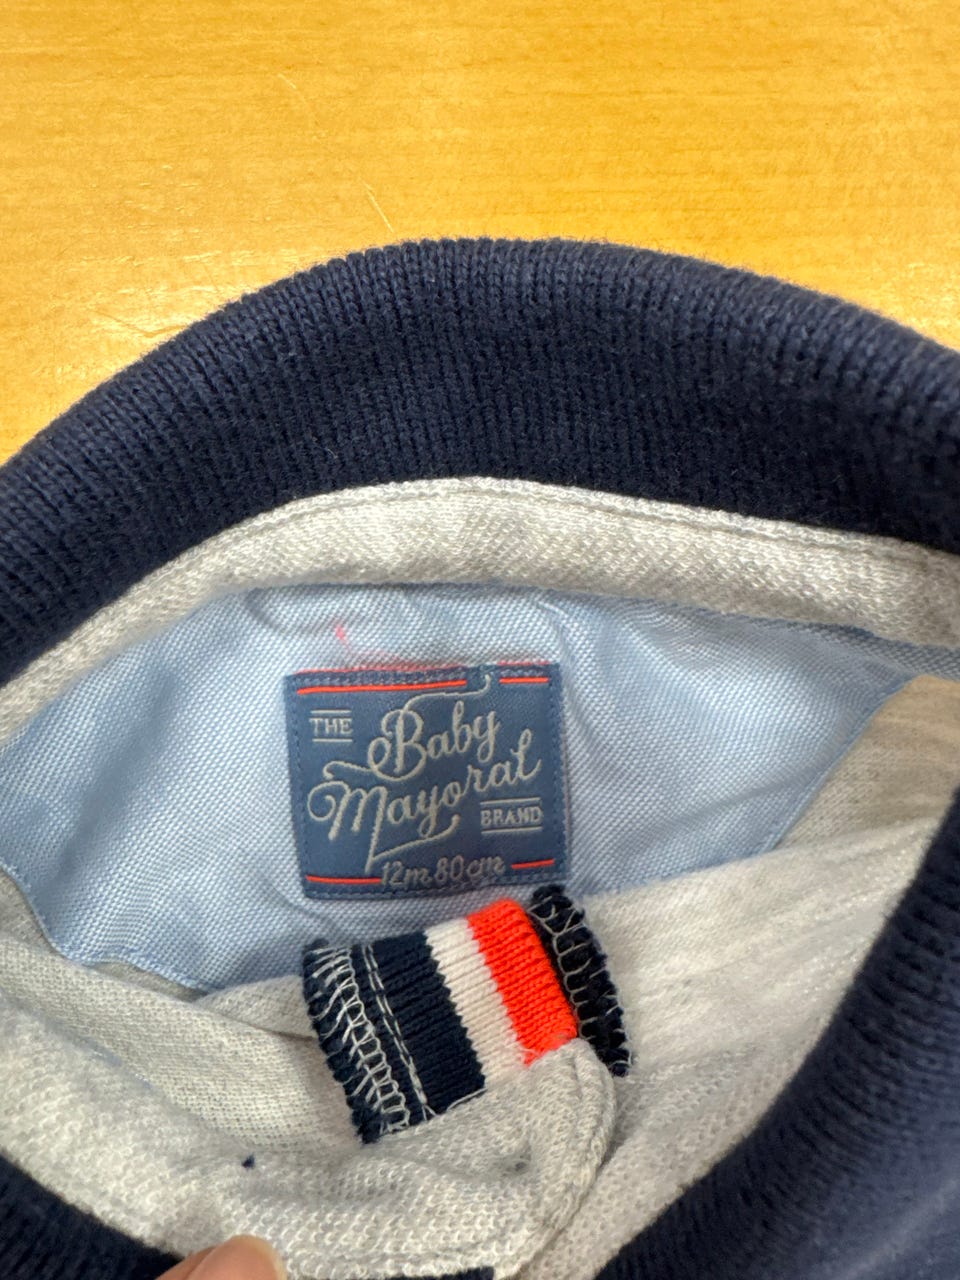 THE Baby
Mayoral BRAND
12m 80cm